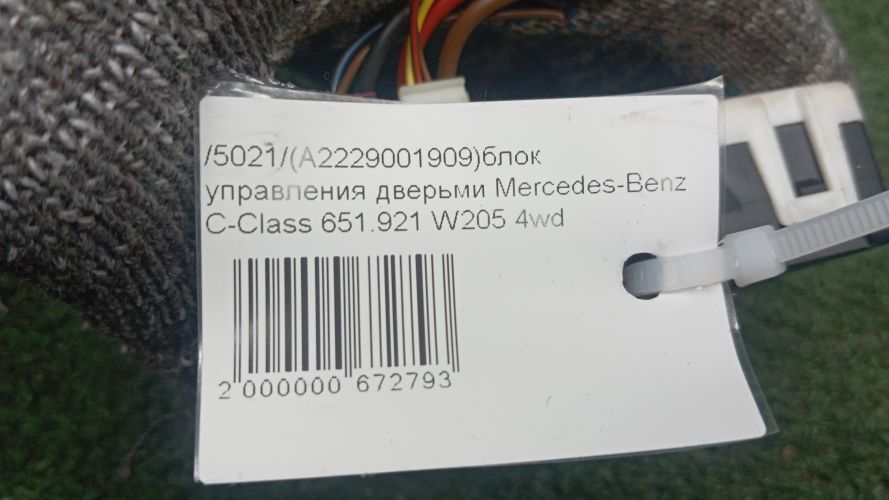 /5021/(A2229001909)блок
управления дверьми Mercedes-Benz
C-Class 651.921 W205 4wd
2 000000 672793